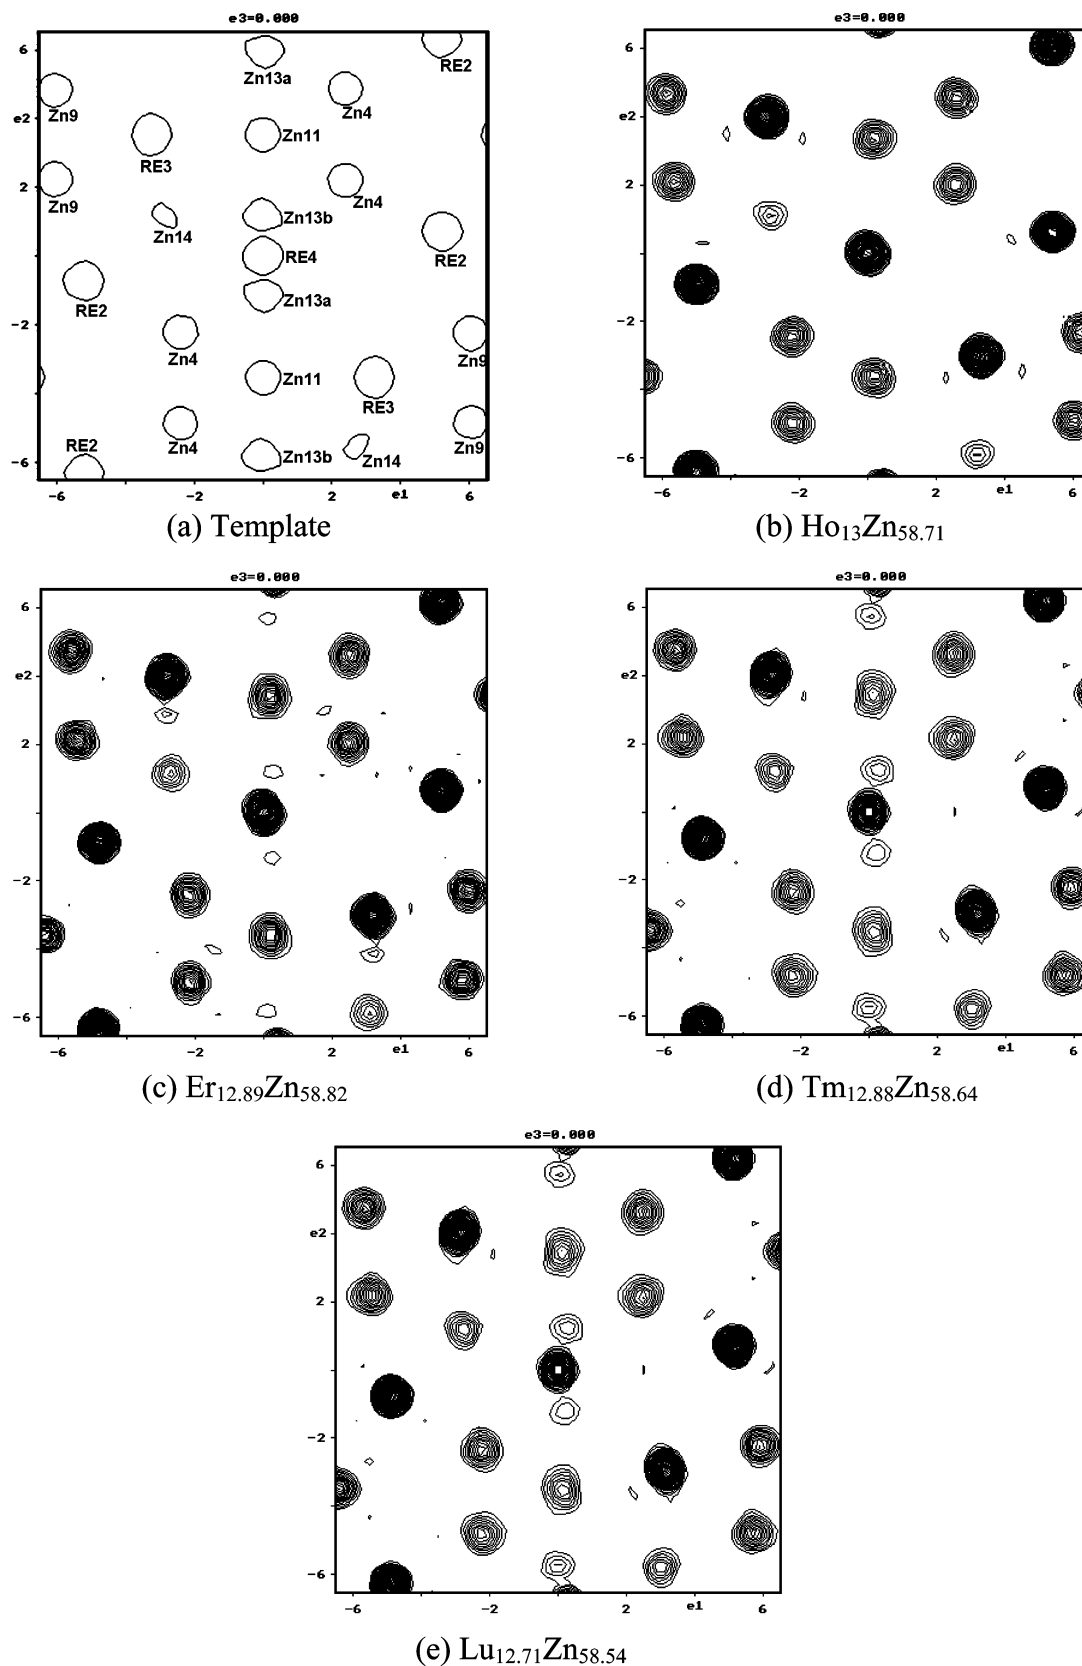 e3=0.000
6
e2
2
-2
-6
-6
-2
2
e1
6
Zn13a
RE2
Zn9
Zn4
Zn11
RE3
Zn9
Zn4
Zn14
Zn13b
RE4
RE2
RE2
Zn13a
Zn4
Zn9
Zn11
RE3
Zn4
Zn9
RE2
Zn13b
Zn14
(a) Template
e3=0.000
6
e2
2
-2
-6
-6
-2
2
e1
6
(b) Ho13Zn58.71
e3=0.000
6
e2
2
-2
-6
-6
-2
2
e1
6
(c) Er12.89Zn58.82
e3=0.000
6
e2
2
-2
-6
-6
-2
2
e1
6
(d) Tm12.88Zn58.64
e3=0.000
6
e2
2
-2
-6
-6
-2
2
e1
6
(e) Lu12.71Zn58.54